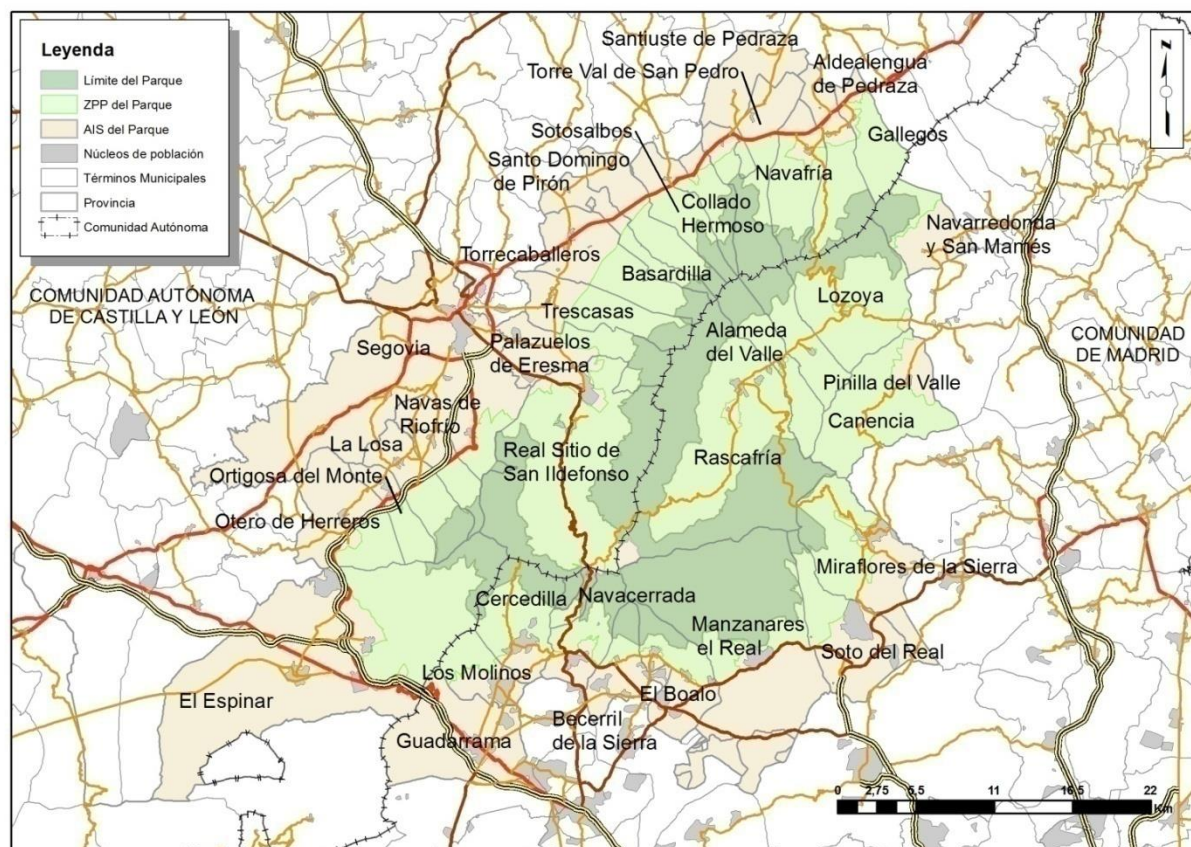 Leyenda
Límite del Parque
ZPP del Parque
AIS del Parque
Núcleos de población
Términos Municipales
Provincia
Comunidad Autónoma
N
Santiuste de Pedraza
Torre Val de San Pedro
Aldealengua
de Pedraza
Gallegos
Sotosalbos
Santo Domingo
de Pirón
Navafría
Collado
Hermoso
Navarredonda
y San Mamés
Torrecaballeros
Basardilla
Lozoya
COMUNIDAD AUTÓNOMA
DE CASTILLA Y LEÓN
Trescasas
Alameda
del Valle
COMUNIDAD
DE MADRID
Segovia
Palazuelos
de Eresma
Pinilla del Valle
Navas de
Riofrío
Canencia
La Losa
Real Sitio de
San Ildefonso
Rascafría
Ortigosa del Monte
Otero de Herreros
Miraflores de la Sierra
Cercedilla
Navacerrada
Manzanares
el Real
Soto del Real
Los Molinos
El Espinar
El Boalo
Guadarrama
Becerril
de la Sierra
0 2,75 5,5 11 16,5 22
Km